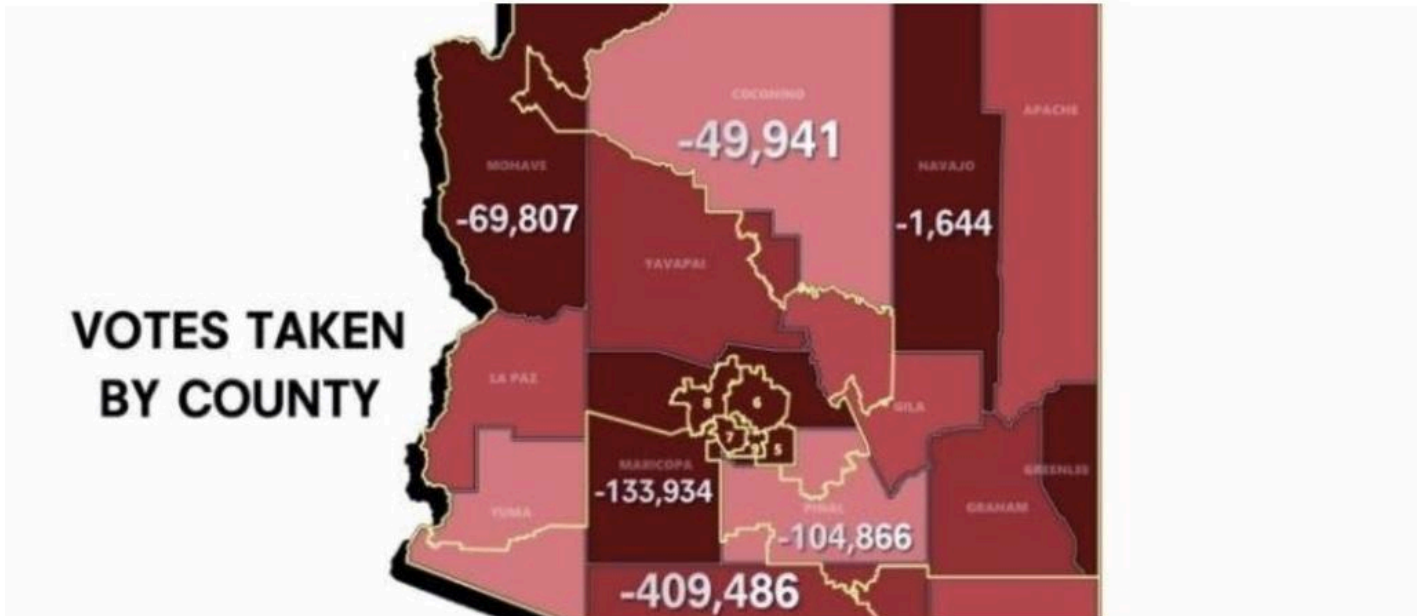 COCONINO
-49,941
APACHE
MOHAVE
-69,807
NAVAJO
-1,644
YAVAPAI
VOTES TAKEN
BY COUNTY
LA PAZ
8
6
7
5
GILA
MARICOPA
-133,934
YUMA
PINAL
-104,866
GREENLEE
GRAHAM
-409,486